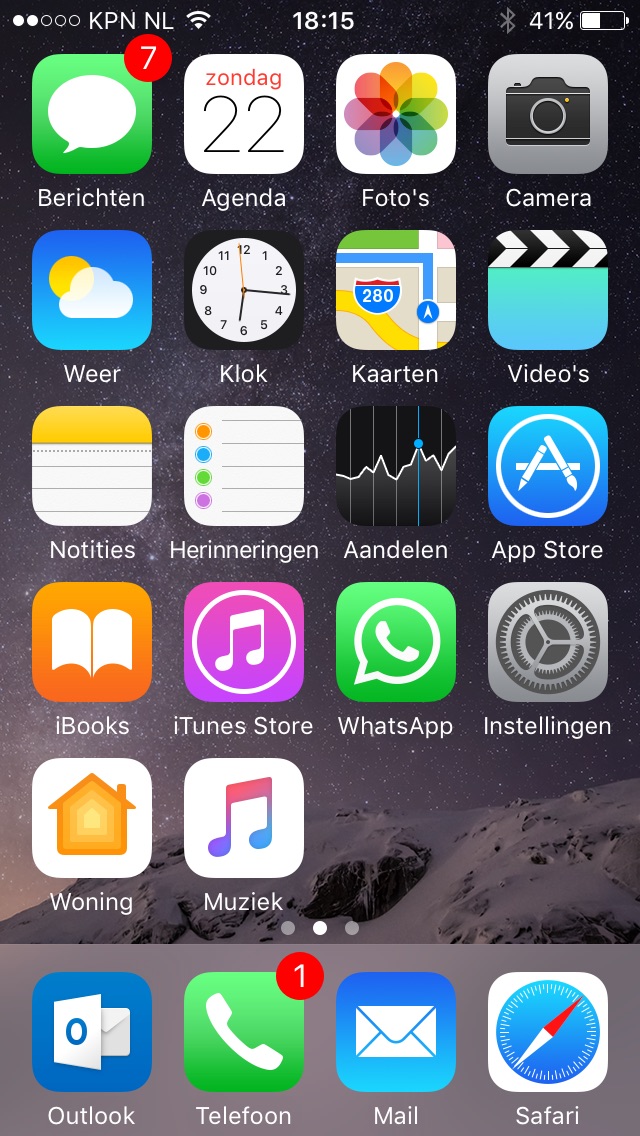 KPN NL 18:15 41%
7
zondag
22
Berichten Agenda Foto's Camera
11 12 1
10 2
9 3
8 4
7 6 5
280
Weer Klok Kaarten Video's
Notities Herinneringen Aandelen App Store
iBooks iTunes Store WhatsApp Instellingen
Woning Muziek
1
O
Outlook Telefoon Mail Safari